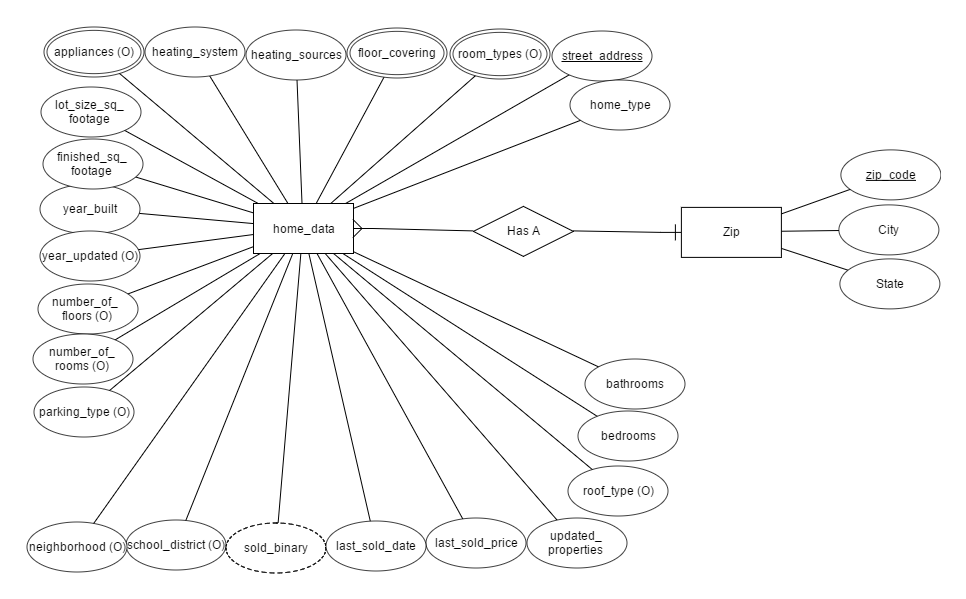 appliances (O)
heating_system
heating_sources
floor_covering
room_types (O)
street_address
home_type
lot_size_sq_
footage
finished_sq_
footage
year_built
year_updated (O)
number_of_
floors (O)
number_of_
rooms (O)
parking_type (O)
home_data
Has A
Zip
zip_code
City
State
bathrooms
bedrooms
roof_type (O)
neighborhood (O)
school_district (O)
sold_binary
last_sold_date
last_sold_price
updated_
properties